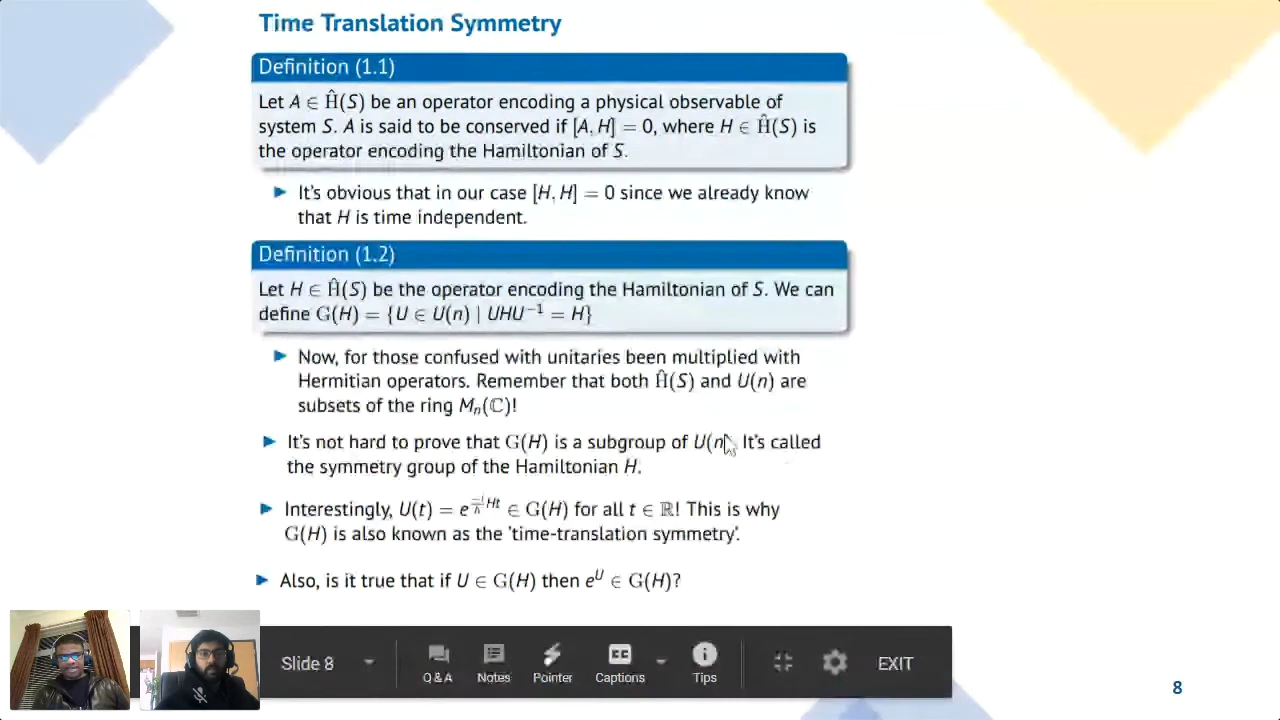 Time Translation Symmetry
Definition (1.1)
Let A ∈ Ĥ(S) be an operator encoding a physical observable of
system S. A is said to be conserved if [A, H] = 0, where H ∈ Ĥ(S) is
the operator encoding the Hamiltonian of S.
▶ It's obvious that in our case [H, H] = 0 since we already know
that H is time independent.
Definition (1.2)
Let H ∈ Ĥ(S) be the operator encoding the Hamiltonian of S. We can
define G(H) = {U ∈ U(n) | UHU⁻¹ = H}
▶ Now, for those confused with unitaries been multiplied with
Hermitian operators. Remember that both Ĥ(S) and U(n) are
subsets of the ring Mₙ(ℂ)!
▶ It's not hard to prove that G(H) is a subgroup of U(n). It's called
the symmetry group of the Hamiltonian H.
▶ Interestingly, U(t) = e^{\frac{-i}{ℏ}Ht} ∈ G(H) for all t ∈ ℝ! This is why
G(H) is also known as the 'time-translation symmetry'.
▶ Also, is it true that if U ∈ G(H) then e^U ∈ G(H)?
Slide 8
Q&A
Notes
Pointer
Captions
Tips
EXIT
8